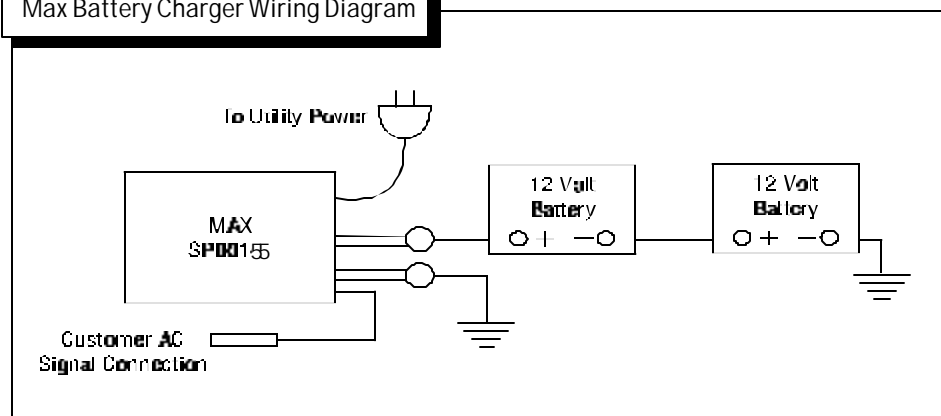 Max Battery Charger Wiring Diagram
To Utility Power
12 Volt
Battery
+ −
12 Volt
Battery
+ −
MAX
SP00155
Customer AC
Signal Connection